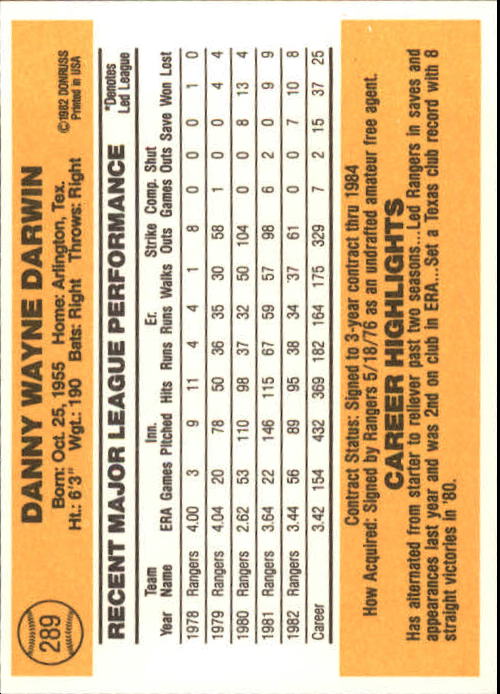 289
DANNY WAYNE DARWIN
Born: Oct. 25, 1955 Home: Arlington, Tex.
Ht.: 6'3" Wgt.: 190 Bats: Right Throws: Right
©1982 DONRUSS
Printed in USA
RECENT MAJOR LEAGUE PERFORMANCE
*Denotes
Led League
Team Inn. Er. Strike Comp. Shut
Year Name ERA Games Pitched Hits Runs Runs Walks Outs Games Outs Save Won Lost
1978 Rangers 4.00 3 9 11 4 4 1 8 0 0 0 1 0
1979 Rangers 4.04 20 78 50 36 35 30 58 1 0 0 4 4
1980 Rangers 2.62 53 110 98 37 32 50 104 0 0 8 13 4
1981 Rangers 3.64 22 146 115 67 59 57 98 6 2 0 9 9
1982 Rangers 3.44 56 89 95 38 34 37 61 0 0 7 10 8
Career 3.42 154 432 369 182 164 175 329 7 2 15 37 25
Contract Status: Signed to 3-year contract thru 1984
How Acquired: Signed by Rangers 5/18/76 as an undrafted amateur free agent.
CAREER HIGHLIGHTS
Has alternated from starter to reliever past two seasons...Led Rangers in saves and
appearances last year and was 2nd on club in ERA...Set a Texas club record with 8
straight victories in '80.